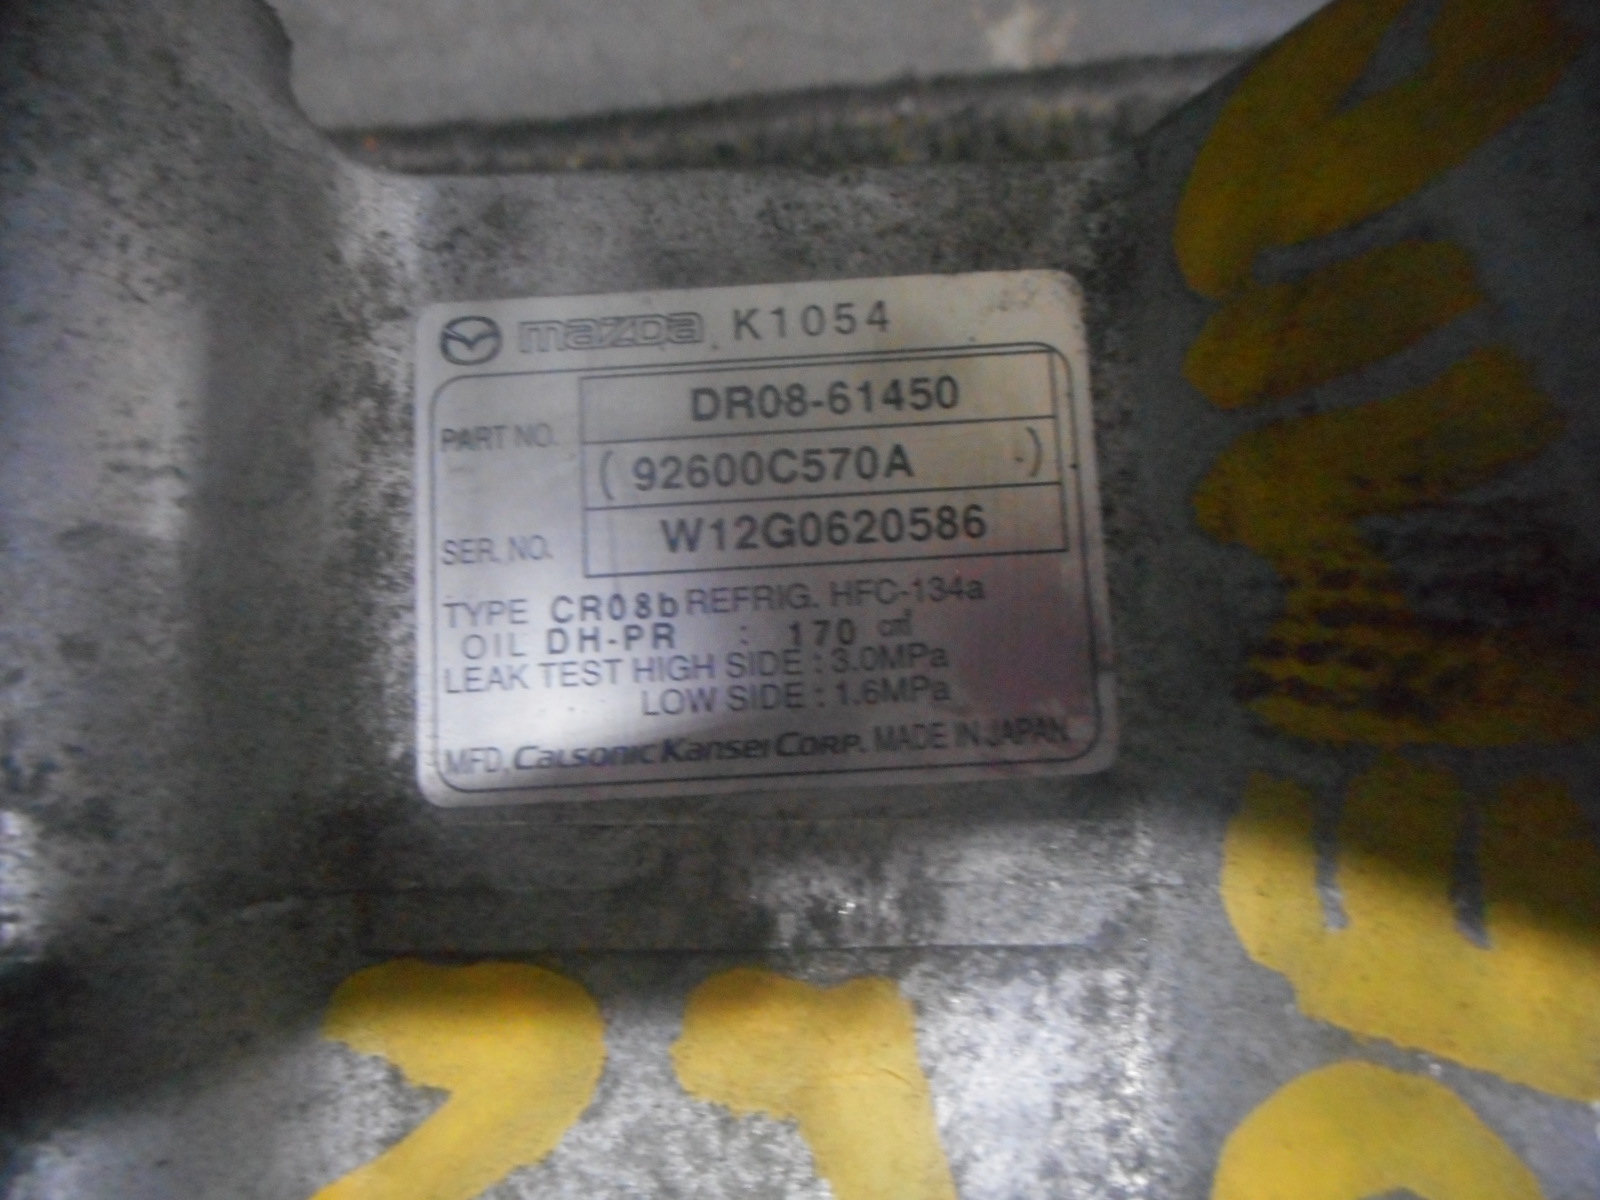 mazda K1054
PART NO. DR08-61450
( 92600C570A -)
SER. NO. W12G0620586
TYPE CR08b REFRIG. HFC-134a
OIL DH-PR : 170 cm³
LEAK TEST HIGH SIDE : 3.0MPa
LOW SIDE : 1.6MPa
MFD. Calsonic Kansei Corp. MADE IN JAPAN